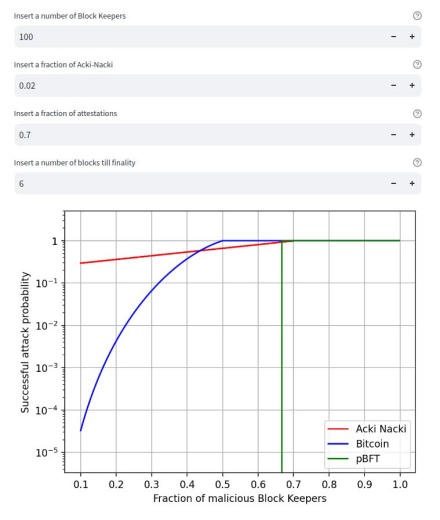 Insert a number of Block Keepers
100
Insert a fraction of Acki-Nacki
0.02
Insert a fraction of attestations
0.7
Insert a number of blocks till finality
6
1
10⁻¹
10⁻²
10⁻³
10⁻⁴
10⁻⁵
Successful attack probability
Acki Nacki
Bitcoin
pBFT
0.1 0.2 0.3 0.4 0.5 0.6 0.7 0.8 0.9 1.0
Fraction of malicious Block Keepers